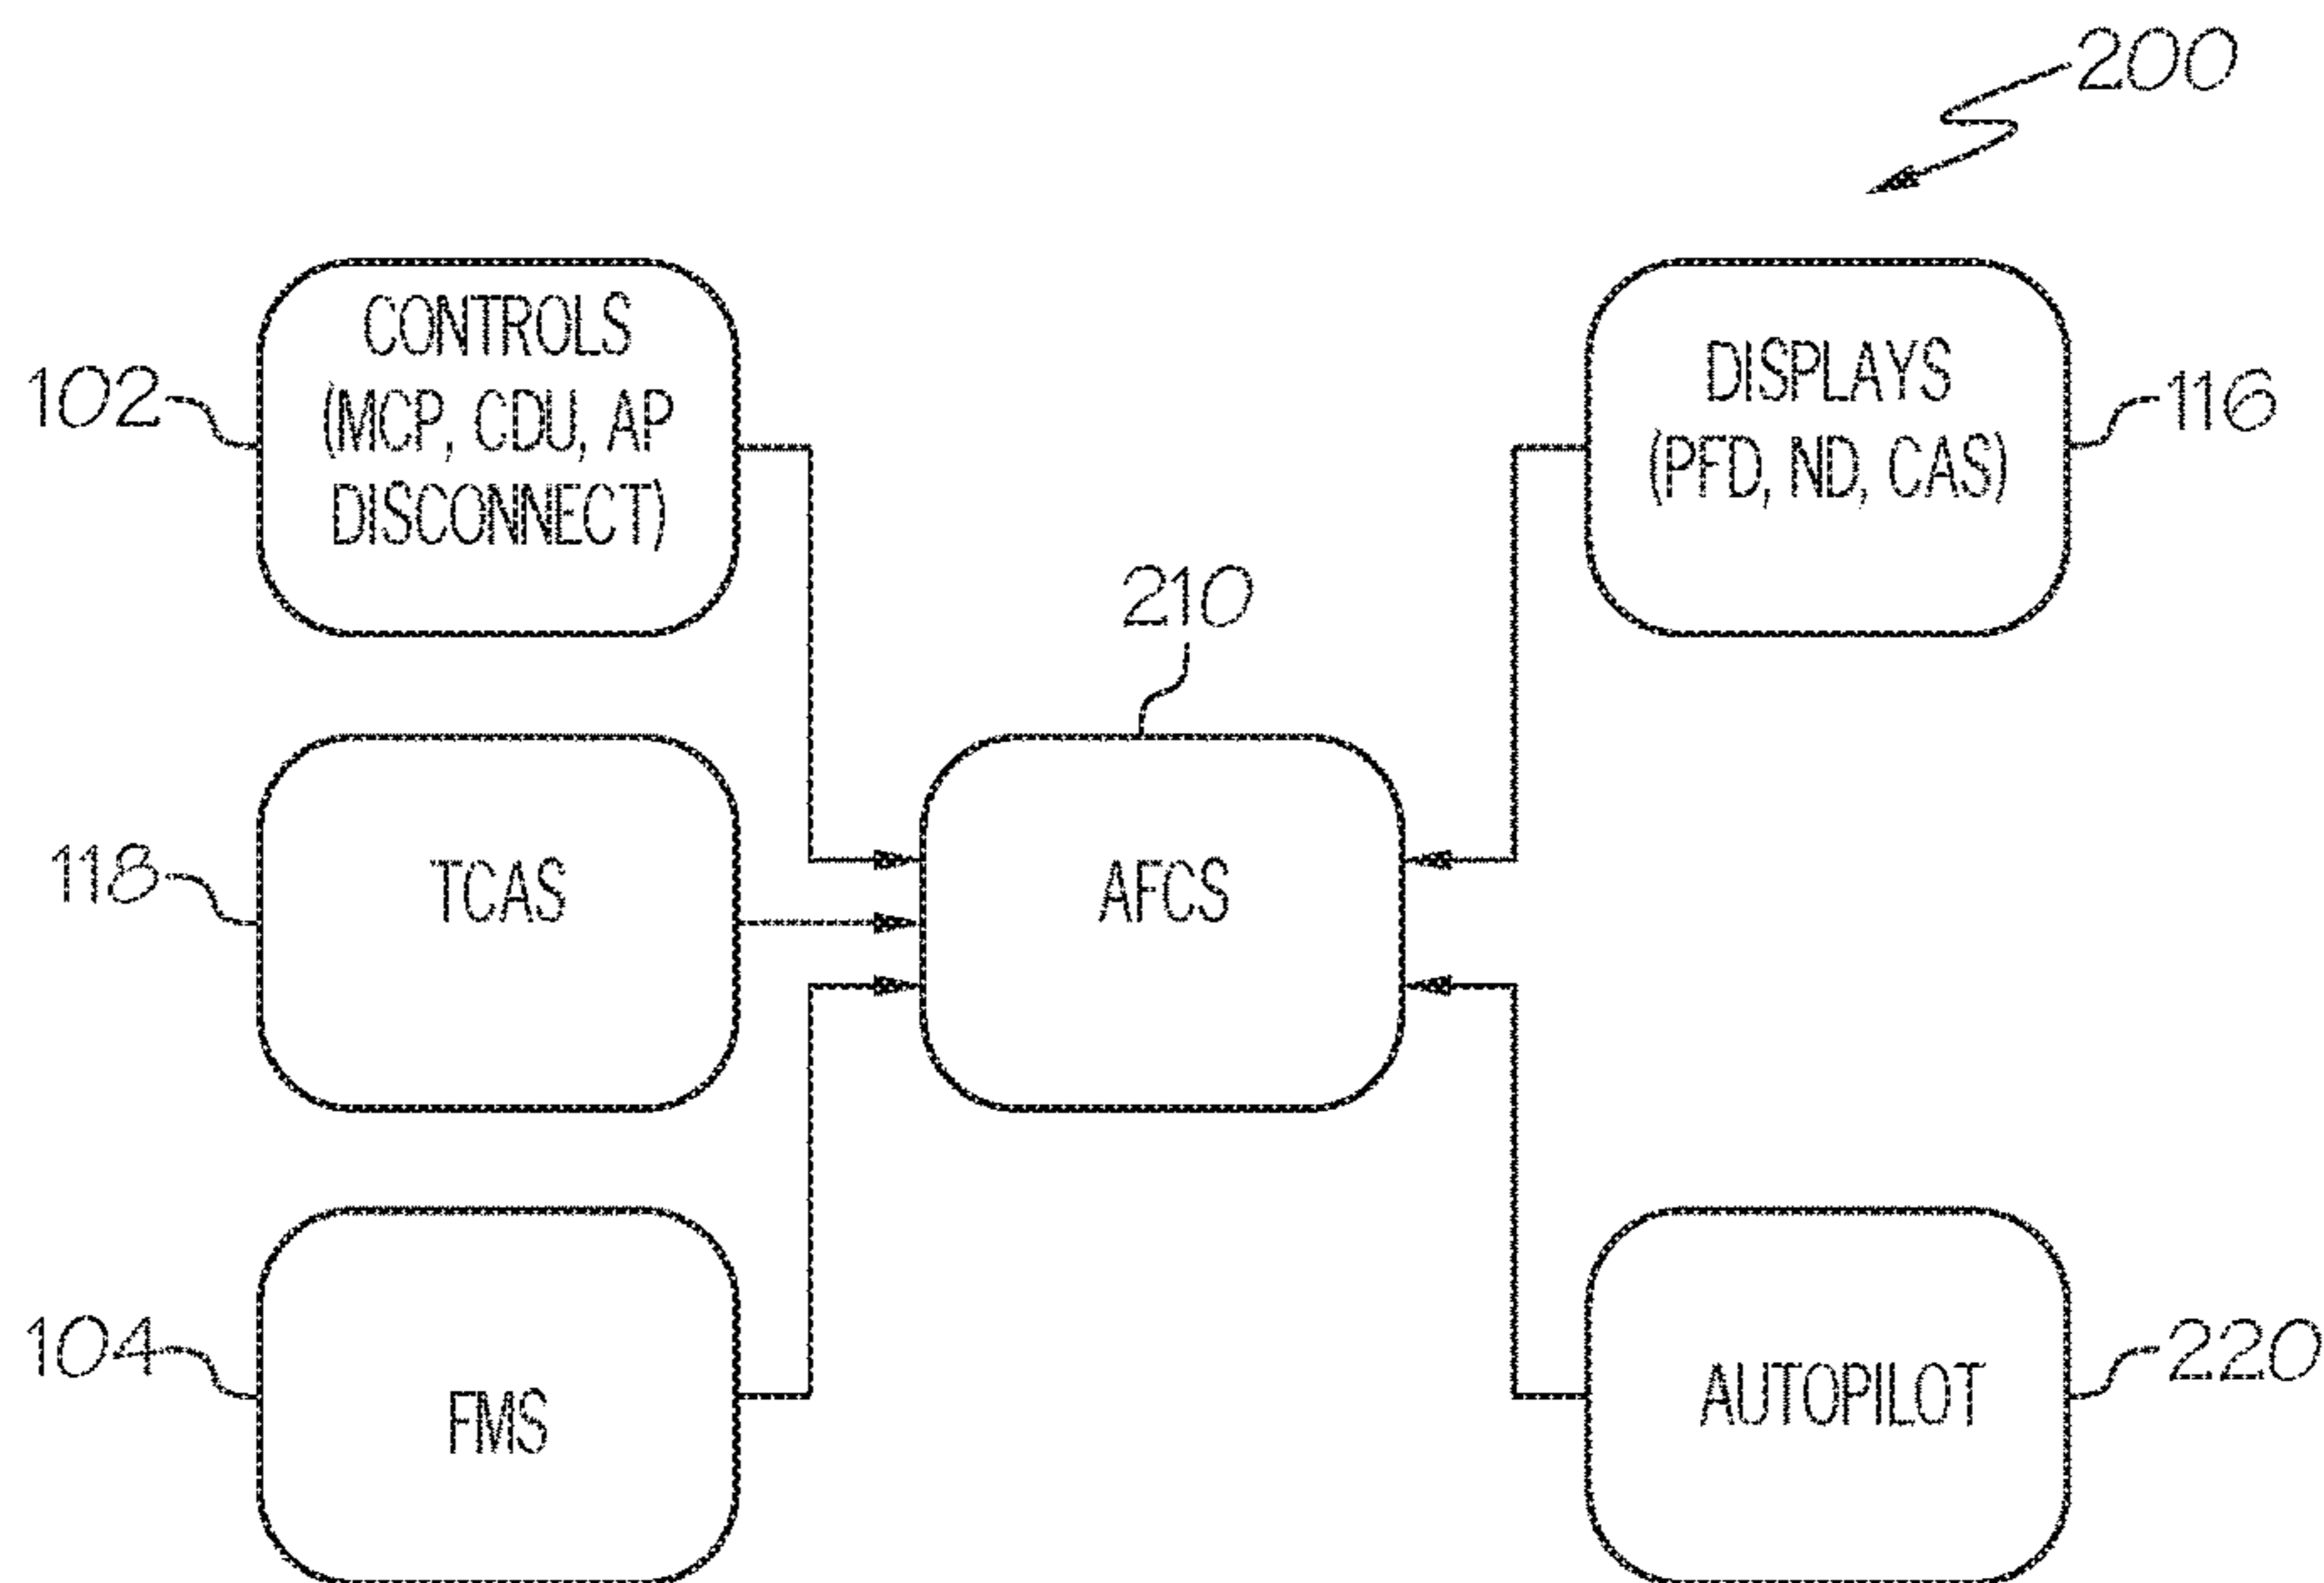 200
102
CONTROLS
(MCP, CDU, AP
DISCONNECT)
DISPLAYS
(PFD, ND, CAS)
116
210
118
TCAS
AFCS
104
FMS
AUTOPILOT
220